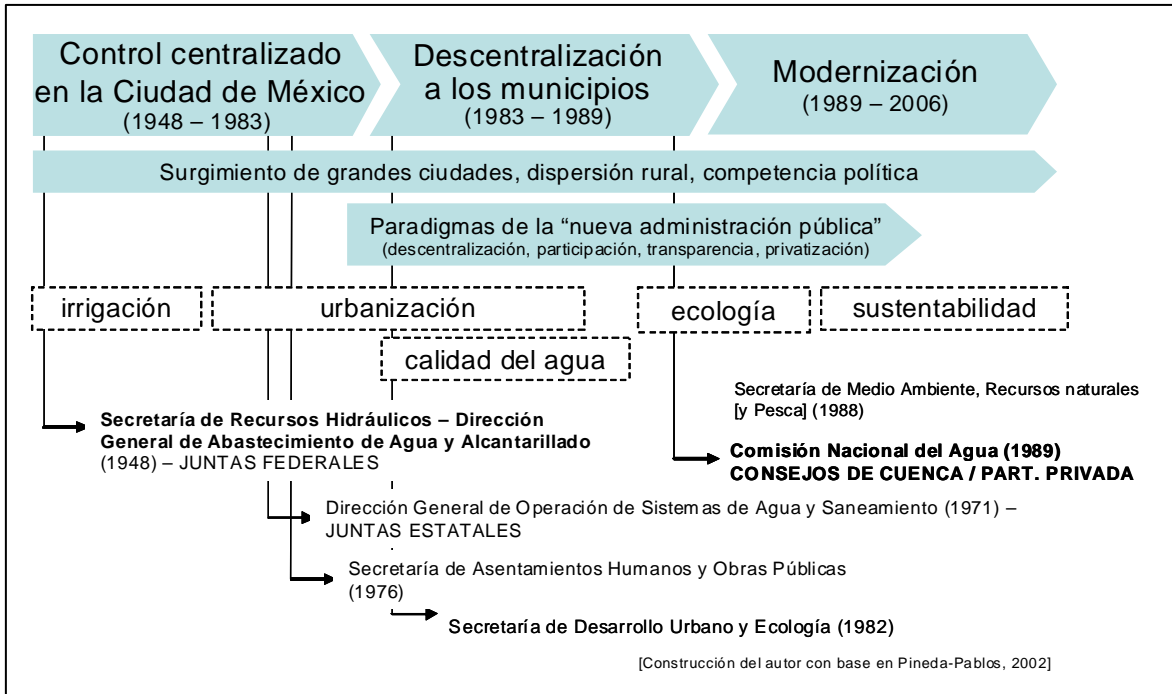 Control centralizado
en la Ciudad de México
(1948 – 1983)
Descentralización
a los municipios
(1983 – 1989)
Modernización
(1989 – 2006)
Surgimiento de grandes ciudades, dispersión rural, competencia política
Paradigmas de la “nueva administración pública”
(descentralización, participación, transparencia, privatización)
irrigación
urbanización
ecología
sustentabilidad
calidad del agua
Secretaría de Medio Ambiente, Recursos naturales
[y Pesca] (1988)
Secretaría de Recursos Hidráulicos – Dirección
General de Abastecimiento de Agua y Alcantarillado
(1948) – JUNTAS FEDERALES
Comisión Nacional del Agua (1989)
CONSEJOS DE CUENCA / PART. PRIVADA
Dirección General de Operación de Sistemas de Agua y Saneamiento (1971) –
JUNTAS ESTATALES
Secretaría de Asentamientos Humanos y Obras Públicas
(1976)
Secretaría de Desarrollo Urbano y Ecología (1982)
[Construcción del autor con base en Pineda-Pablos, 2002]